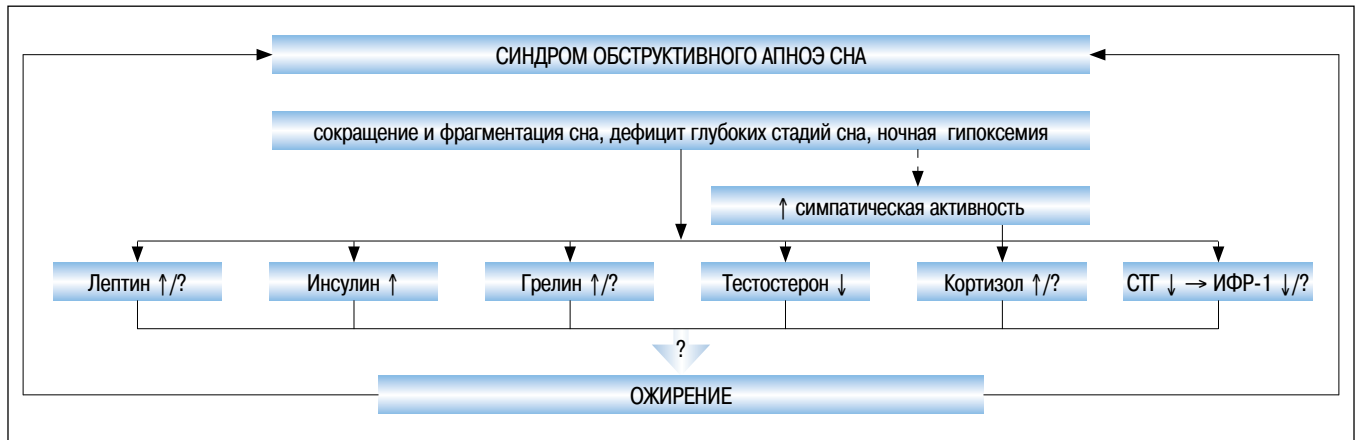 СИНДРОМ ОБСТРУКТИВНОГО АПНОЭ СНА
сокращение и фрагментация сна, дефицит глубоких стадий сна, ночная гипоксемия
↑ симпатическая активность
Лептин ↑/?
Инсулин ↑
Грелин ↑/?
Тестостерон ↓
Кортизол ↑/?
СТГ ↓ → ИФР-1 ↓/?
?
ОЖИРЕНИЕ